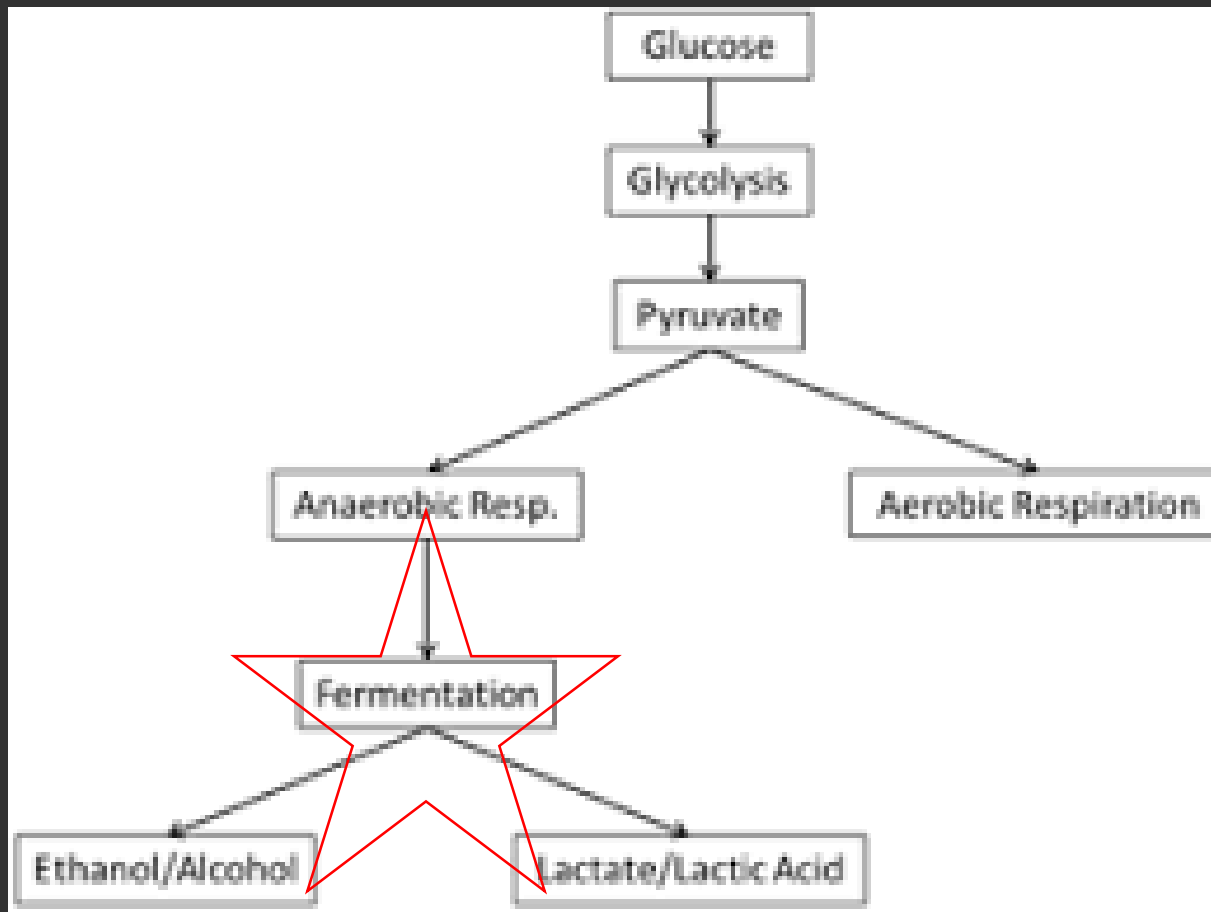 Glucose
Glycolysis
Pyruvate
Anaerobic Resp.
Aerobic Respiration
Fermentation
Ethanol/Alcohol
Lactate/Lactic Acid